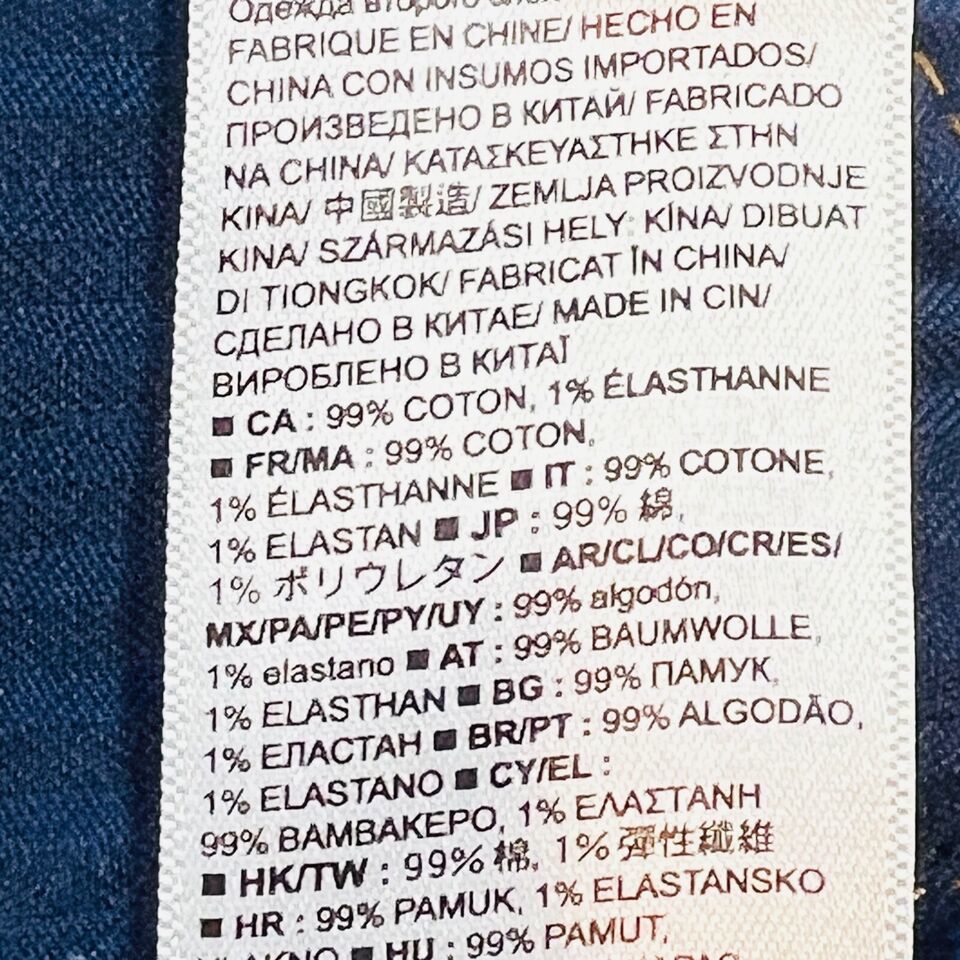 Одежда второго
FABRIQUE EN CHINE/ HECHO EN
CHINA CON INSUMOS IMPORTADOS/
ПРОИЗВЕДЕНО В КИТАЙ/ FABRICADO
NA CHINA/ ΚΑΤΑΣΚΕΥΑΣΤΗΚΕ ΣΤΗΝ
ΚΙΝΑ/ 中國製造/ ZEMLJA PROIZVODNJE
KINA/ SZÁRMAZÁSI HELY: KÍNA/ DIBUAT
DI TIONGKOK/ FABRICAT ÎN CHINA/
СДЕЛАНО В КИТАЕ/ MADE IN CIN/
ВИРОБЛЕНО В КИТАЇ
■ CA : 99% COTON, 1% ÉLASTHANNE
■ FR/MA : 99% COTON,
1% ÉLASTHANNE ■ IT : 99% COTONE,
1% ELASTAN ■ JP : 99% 綿,
1% ポリウレタン ■ AR/CL/CO/CR/ES/
MX/PA/PE/PY/UY : 99% algodón,
1% elastano ■ AT : 99% BAUMWOLLE,
1% ELASTHAN ■ BG : 99% ПАМУК,
1% ЕЛАСТАН ■ BR/PT : 99% ALGODÃO,
1% ELASTANO ■ CY/EL :
99% ΒΑΜΒΑΚΕΡΟ, 1% ΕΛΑΣΤΑΝΗ
■ HK/TW : 99% 棉, 1% 彈性纖維
■ HR : 99% PAMUK, 1% ELASTANSKO
VLAKNO ■ HU : 99% PAMUT,